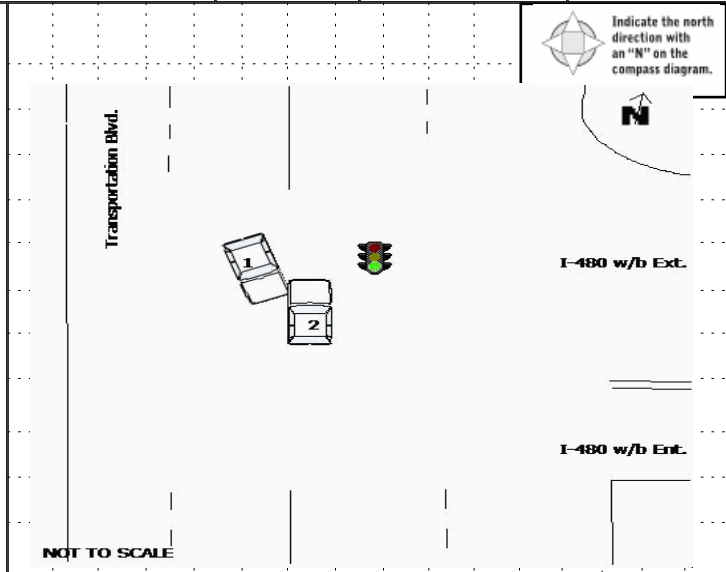 Indicate the north
direction with
an “N” on the
compass diagram.
N
Transportation Blvd.
1
2
I-480 w/b Ext.
I-480 w/b Ent.
NOT TO SCALE